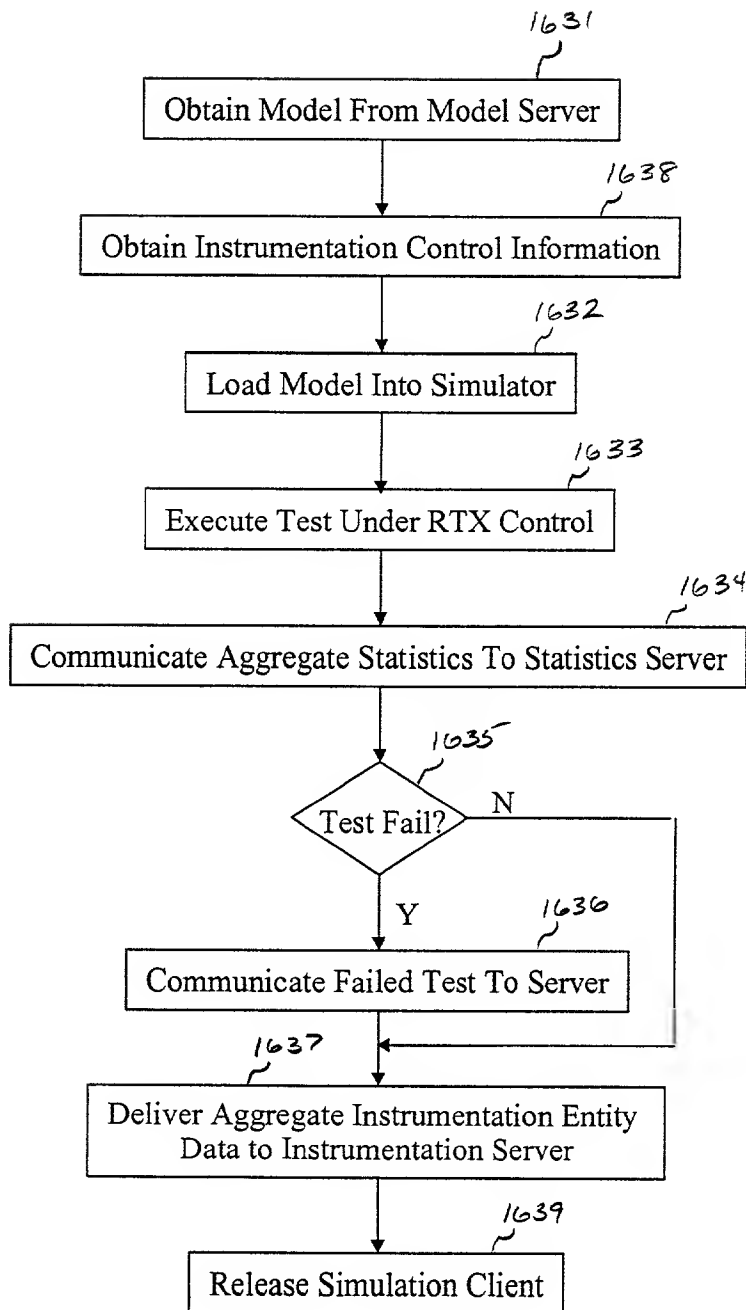 1631
Obtain Model From Model Server
1638
Obtain Instrumentation Control Information
1632
Load Model Into Simulator
1633
Execute Test Under RTX Control
1634
Communicate Aggregate Statistics To Statistics Server
1635
Test Fail?
N
Y
1636
Communicate Failed Test To Server
1637
Deliver Aggregate Instrumentation Entity
Data to Instrumentation Server
1639
Release Simulation Client